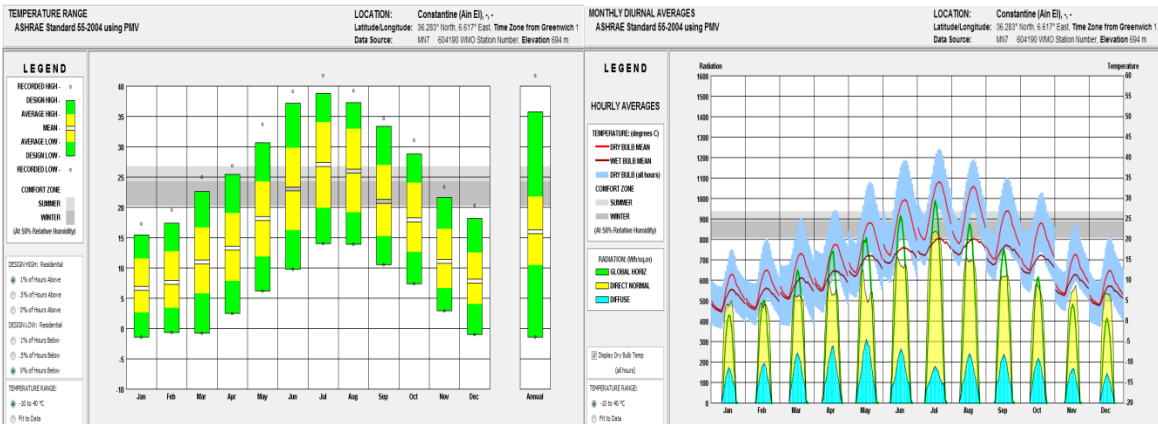 TEMPERATURE RANGE
ASHRAE Standard 55-2004 using PMV
LOCATION: Constantine (Ain El), -, -
Latitude/Longitude: 36.283° North, 6.617° East, Time Zone from Greenwich 1
Data Source: MN7 604190 WMO Station Number, Elevation 694 m
LEGEND
RECORDED HIGH -
DESIGN HIGH -
AVERAGE HIGH -
MEAN -
AVERAGE LOW -
DESIGN LOW -
RECORDED LOW -
COMFORT ZONE
SUMMER
WINTER
(At 50% Relative Humidity)
DESIGN HIGH: Residential
1% of Hours Above
.5% of Hours Above
0% of Hours Above
DESIGN LOW: Residential
1% of Hours Below
.5% of Hours Below
0% of Hours Below
TEMPERATURE RANGE:
-10 to 40 °C
Fit to Data
40
35
30
25
20
15
10
5
0
-5
-10
Jan Feb Mar Apr May Jun Jul Aug Sep Oct Nov Dec Annual
MONTHLY DIURNAL AVERAGES
ASHRAE Standard 55-2004 using PMV
LOCATION: Constantine (Ain El), -, -
Latitude/Longitude: 36.283° North, 6.617° East, Time Zone from Greenwich 1
Data Source: MN7 604190 WMO Station Number, Elevation 694 m
LEGEND
HOURLY AVERAGES
TEMPERATURE: (degrees C)
DRY BULB MEAN
WET BULB MEAN
DRY BULB (all hours)
COMFORT ZONE
SUMMER
WINTER
(At 50% Relative Humidity)
RADIATION: (Wh/sq.m)
GLOBAL HORIZ
DIRECT NORMAL
DIFFUSE
Display Dry Bulb Temp
(all hours)
TEMPERATURE RANGE:
-10 to 40 °C
Fit to Data
Radiation
1600
1500
1400
1300
1200
1100
1000
900
800
700
600
500
400
300
200
100
0
Temperature
60
55
50
45
40
35
30
25
20
15
10
5
0
-5
-10
-15
-20
Jan Feb Mar Apr May Jun Jul Aug Sep Oct Nov Dec